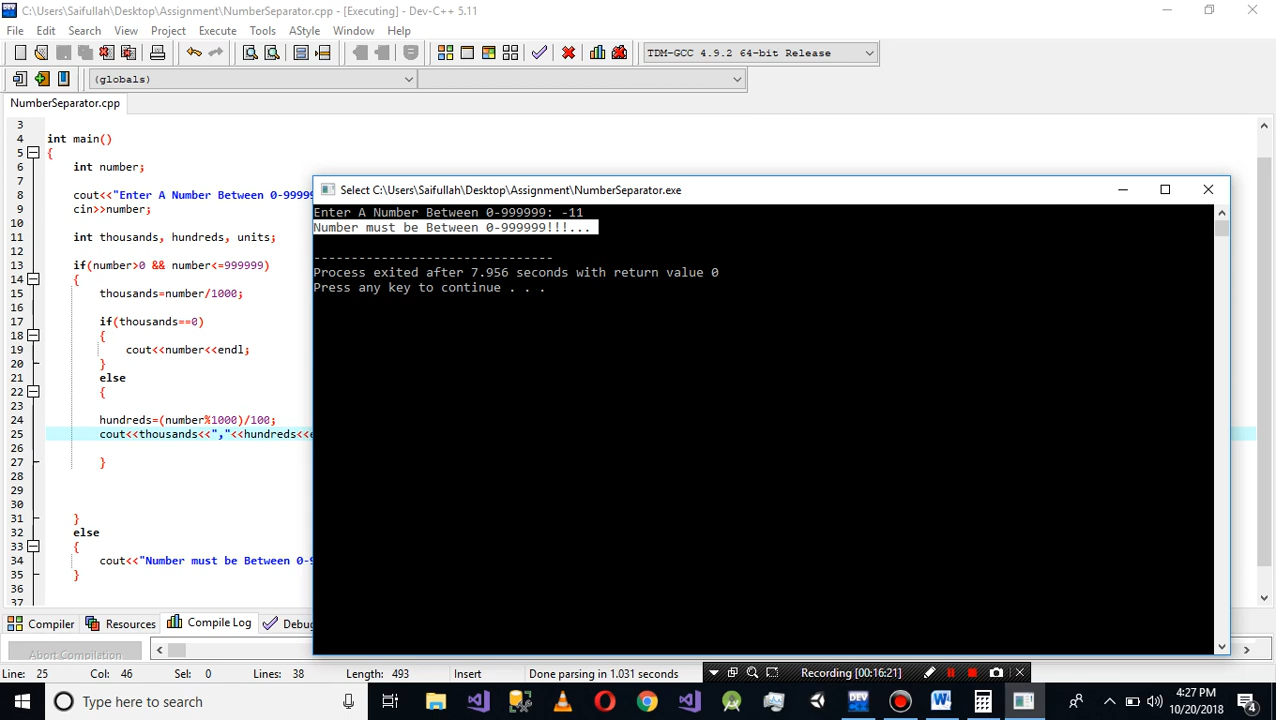 C:\Users\Saifullah\Desktop\Assignment\NumberSeparator.cpp - [Executing] - Dev-C++ 5.11
File Edit Search View Project Execute Tools AStyle Window Help
TDM-GCC 4.9.2 64-bit Release
(globals)
NumberSeparator.cpp
3
4 int main()
5 {
6 int number;
7
8 cout<<"Enter A Number Between 0-99999
9 cin>>number;
10
11 int thousands, hundreds, units;
12
13 if(number>0 && number<=999999)
14 {
15 thousands=number/1000;
16
17 if(thousands==0)
18 {
19 cout<<number<<endl;
20 }
21 else
22 {
23
24 hundreds=(number%1000)/100;
25 cout<<thousands<<","<<hundreds<<e
26
27 }
28
29
30
31 }
32 else
33 {
34 cout<<"Number must be Between 0-9
35 }
36
37
Select C:\Users\Saifullah\Desktop\Assignment\NumberSeparator.exe
Enter A Number Between 0-999999: -11
Number must be Between 0-999999!!!...
--------------------------------
Process exited after 7.956 seconds with return value 0
Press any key to continue . . .
Compiler Resources Compile Log Debug
Abort Compilation
Line: 25 Col: 46 Sel: 0 Lines: 38 Length: 493 Insert Done parsing in 1.031 seconds
Recording [00:16:21]
Type here to search
DEV
4:27 PM
10/20/2018
4